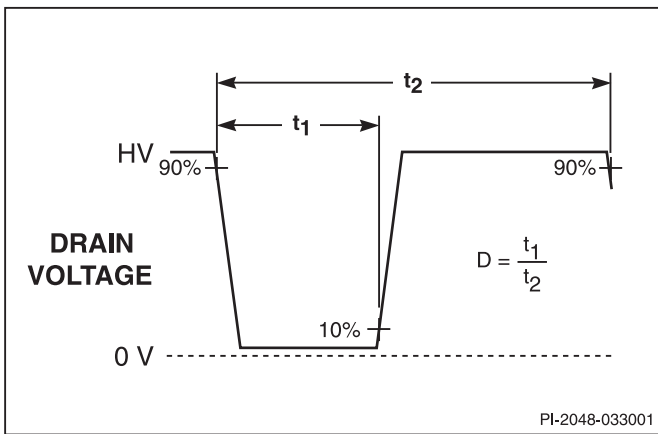 t2
t1
HV
90%
90%
DRAIN
VOLTAGE
D = t1
t2
10%
0 V
PI-2048-033001